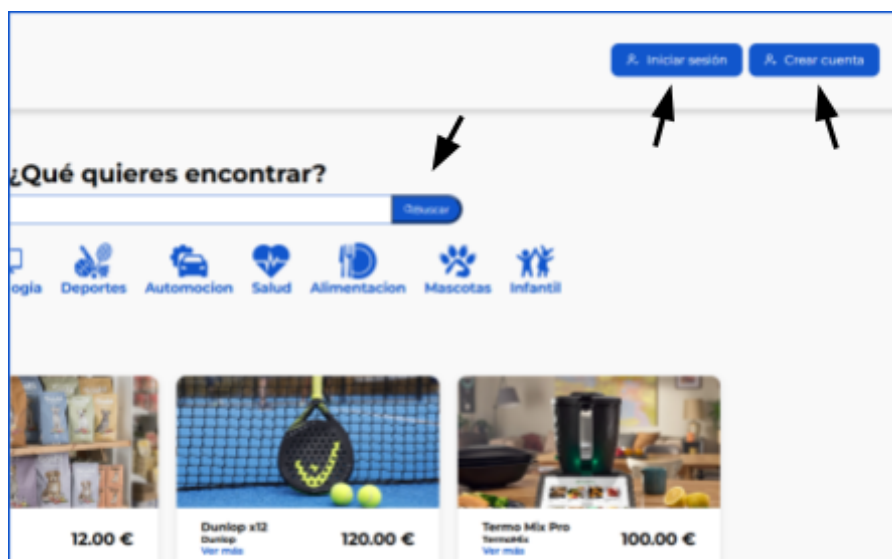 Iniciar sesión
Crear cuenta
¿Qué quieres encontrar?
Buscar
ogia
Deportes
Automocion
Salud
Alimentacion
Mascotas
Infantil
12.00 €
Dunlop x12
Dunlop
Ver más
120.00 €
Termo Mix Pro
TermoMix
Ver más
100.00 €